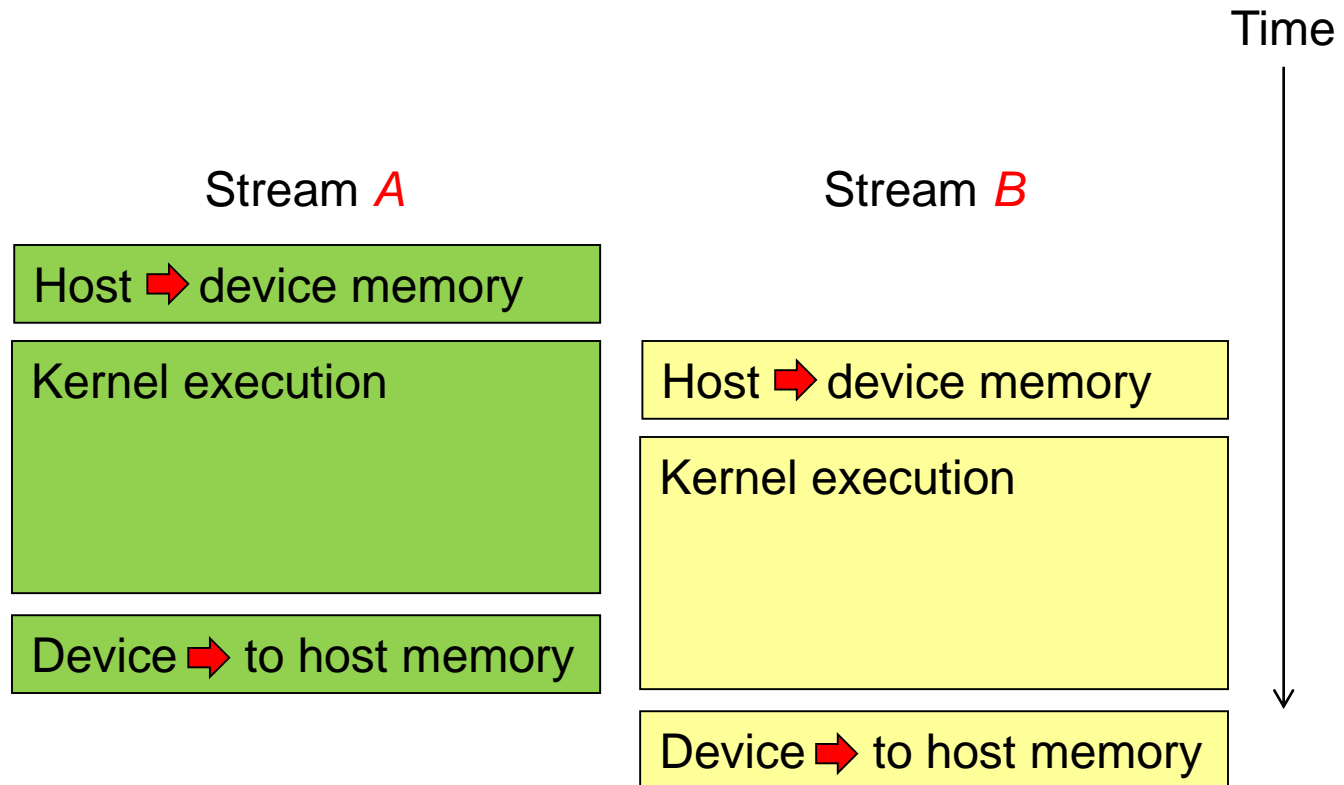 Time
Stream A
Stream B
Host device memory
Kernel execution
Host device memory
Kernel execution
Device to host memory
Device to host memory